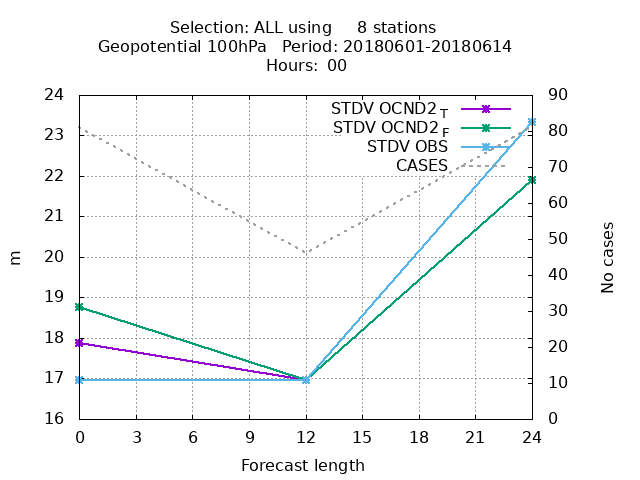 Selection: ALL using     8 stations
Geopotential 100hPa   Period: 20180601-20180614
Hours:  00
24 90
23 80
22 70
21 60
20 50
19 40
18 30
17 20
16 10
0
STDV OCND2 T
STDV OCND2 F
STDV OBS
CASES
m
No cases
0 3 6 9 12 15 18 21 24
Forecast length